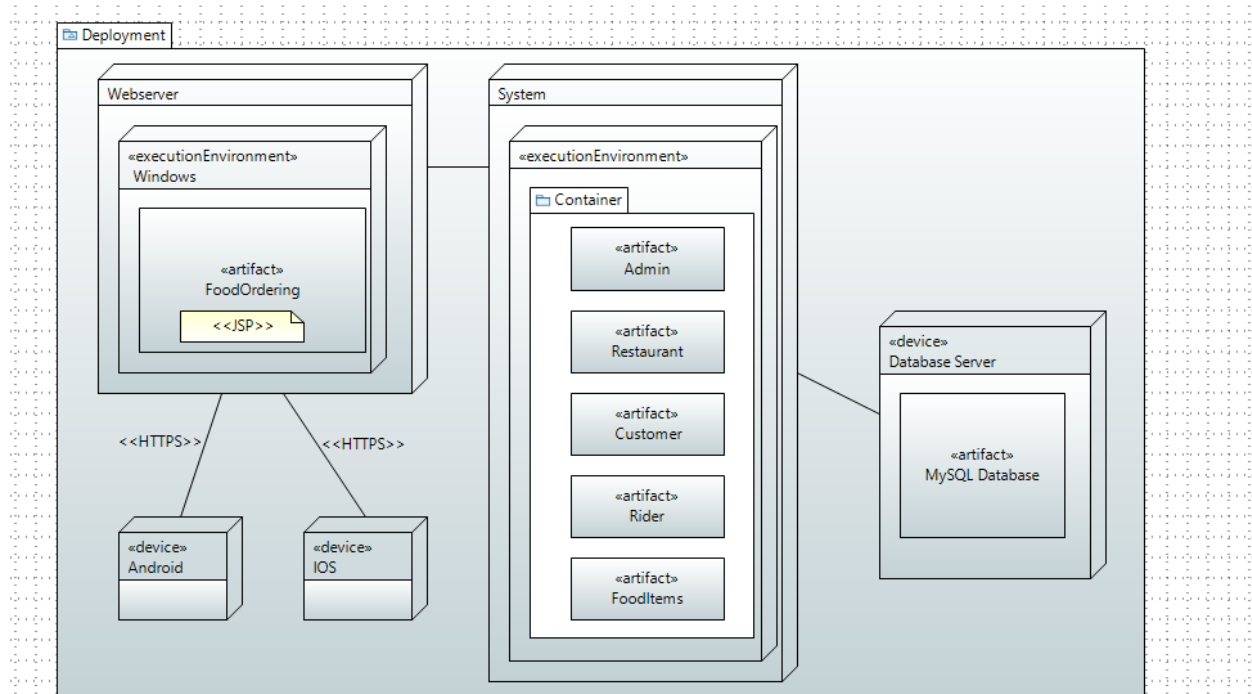 Deployment
Webserver
«executionEnvironment»
Windows
«artifact»
FoodOrdering
<<JSP>>
System
«executionEnvironment»
Container
«artifact»
Admin
«artifact»
Restaurant
«artifact»
Customer
«artifact»
Rider
«artifact»
FoodItems
«device»
Database Server
«artifact»
MySQL Database
<<HTTPS>>
<<HTTPS>>
«device»
Android
«device»
IOS